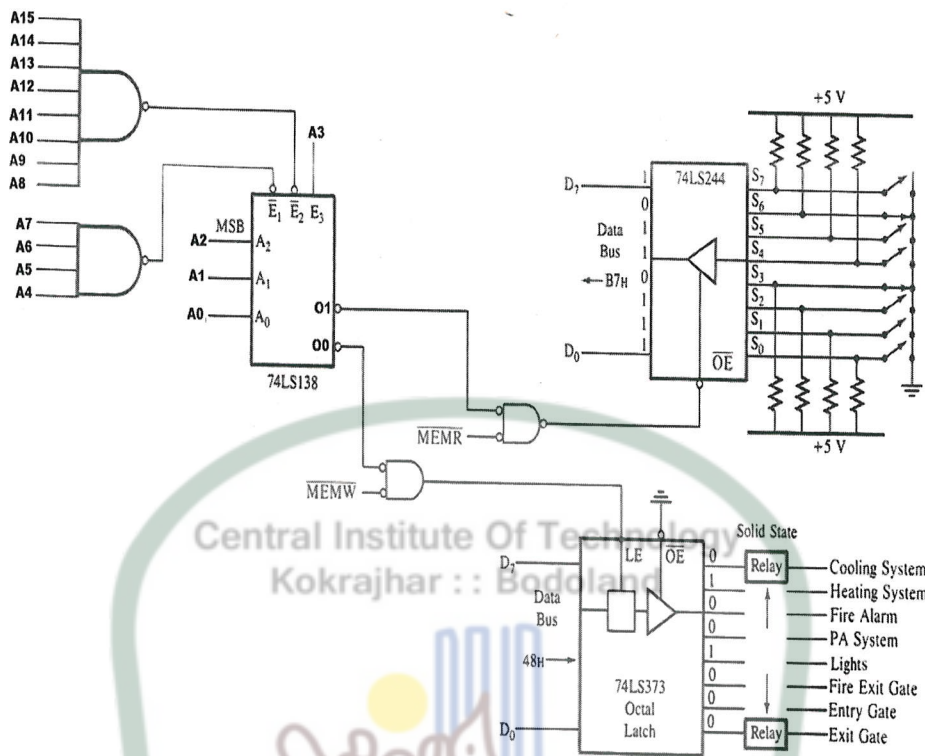 A15
A14
A13
A12
A11
A10
A9
A8
A7
A6
A5
A4
A3
E̅1 E̅2 E3
MSB
A2 A2
A1 A1
A0 A0
O1
O0
74LS138
MEMR
MEMW
+5 V
74LS244
D7
1
0
1
1
0
1
1
1
Data
Bus
B7H
D0
S7
S6
S5
S4
S3
S2
S1
S0
OE
+5 V
Central Institute Of Technology
Kokrajhar :: Bodoland
LE OE
D7
Data
Bus
48H
D0
74LS373
Octal
Latch
0
1
0
0
1
0
0
0
Solid State
Relay
Relay
Cooling System
Heating System
Fire Alarm
PA System
Lights
Fire Exit Gate
Entry Gate
Exit Gate